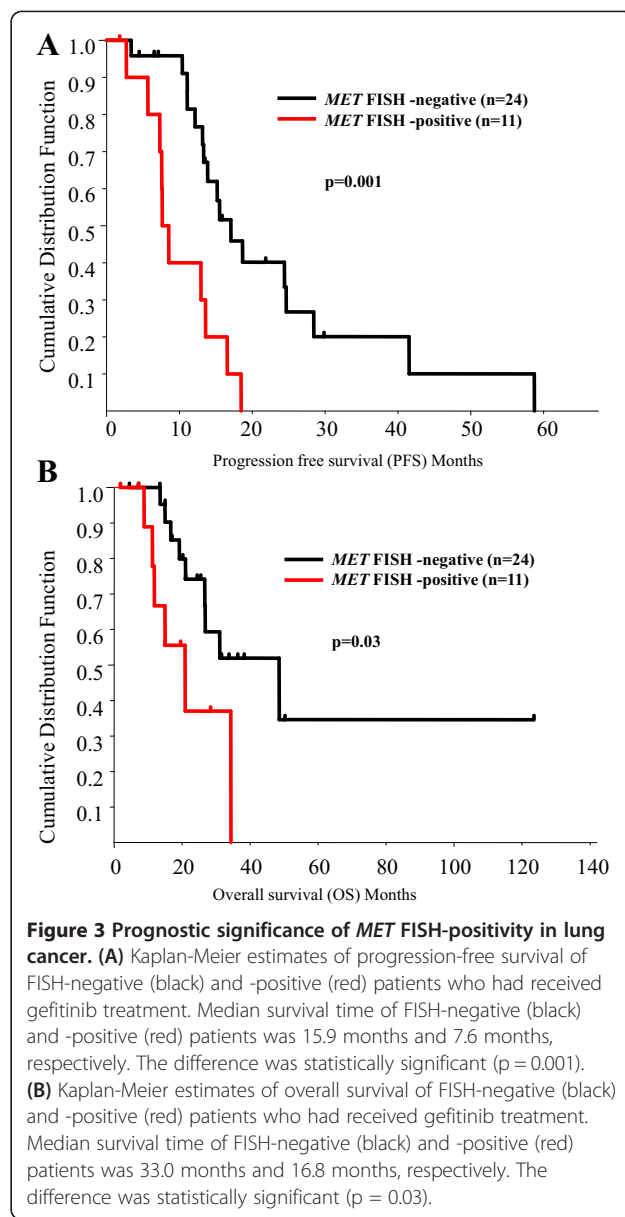 A
1.0
0.9
0.8
0.7
0.6
0.5
0.4
0.3
0.2
0.1
Cumulative Distribution Function
MET FISH -negative (n=24)
MET FISH -positive (n=11)
p=0.001
0 10 20 30 40 50 60
Progression free survival (PFS) Months
B
1.0
0.9
0.8
0.7
0.6
0.5
0.4
0.3
0.2
0.1
Cumulative Distribution Function
MET FISH -negative (n=24)
MET FISH -positive (n=11)
p=0.03
0 20 40 60 80 100 120 140
Overall survival (OS) Months
Figure 3 Prognostic significance of MET FISH-positivity in lung
cancer. (A) Kaplan-Meier estimates of progression-free survival of
FISH-negative (black) and -positive (red) patients who had received
gefitinib treatment. Median survival time of FISH-negative (black)
and -positive (red) patients was 15.9 months and 7.6 months,
respectively. The difference was statistically significant (p = 0.001).
(B) Kaplan-Meier estimates of overall survival of FISH-negative (black)
and -positive (red) patients who had received gefitinib treatment.
Median survival time of FISH-negative (black) and -positive (red)
patients was 33.0 months and 16.8 months, respectively. The
difference was statistically significant (p = 0.03).